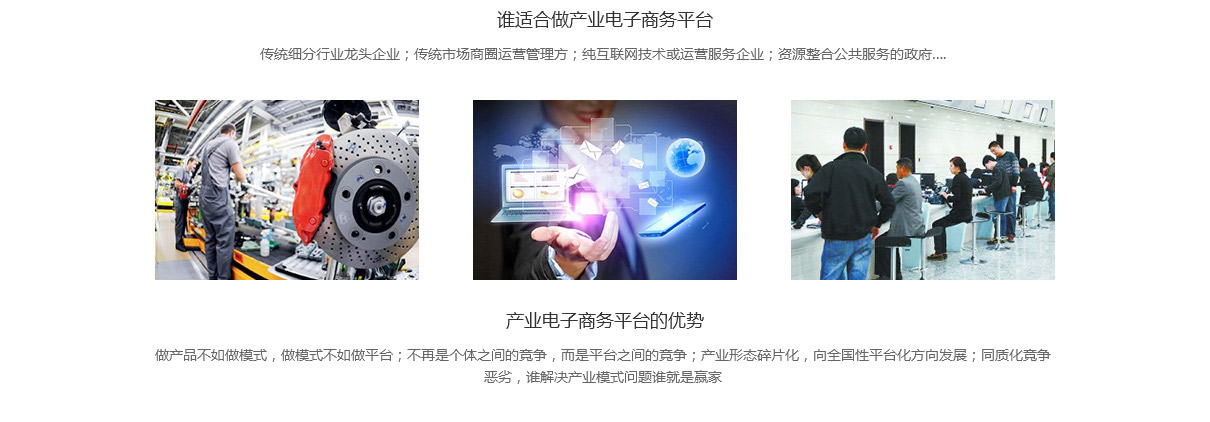 谁适合做产业电子商务平台
传统细分行业龙头企业；传统市场商圈运营管理方；纯互联网技术或运营服务企业；资源整合公共服务的政府....
产业电子商务平台的优势
做产品不如做模式，做模式不如做平台；不再是个体之间的竞争，而是平台之间的竞争；产业形态碎片化，向全国性平台化方向发展；同质化竞争
恶劣，谁解决产业模式问题谁就是赢家